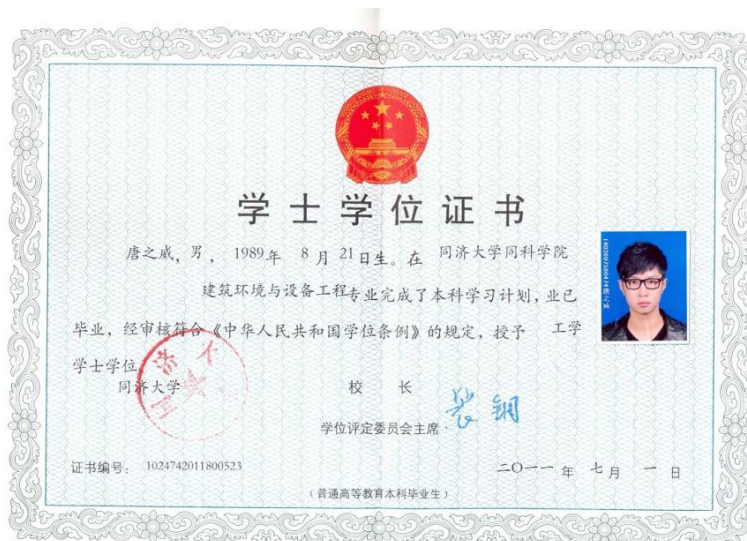 学士学位证书
唐之威，男， 1989年 8月21日生。在 同济大学同科学院
建筑环境与设备工程专业完成了本科学习计划，业已
毕业，经审核符合《中华人民共和国学位条例》的规定，授予 工学
学士学位。
同济大学
校 长
学位评定委员会主席
证书编号： 1024742011800523
二〇一一年 七月 一日
（普通高等教育本科毕业生）